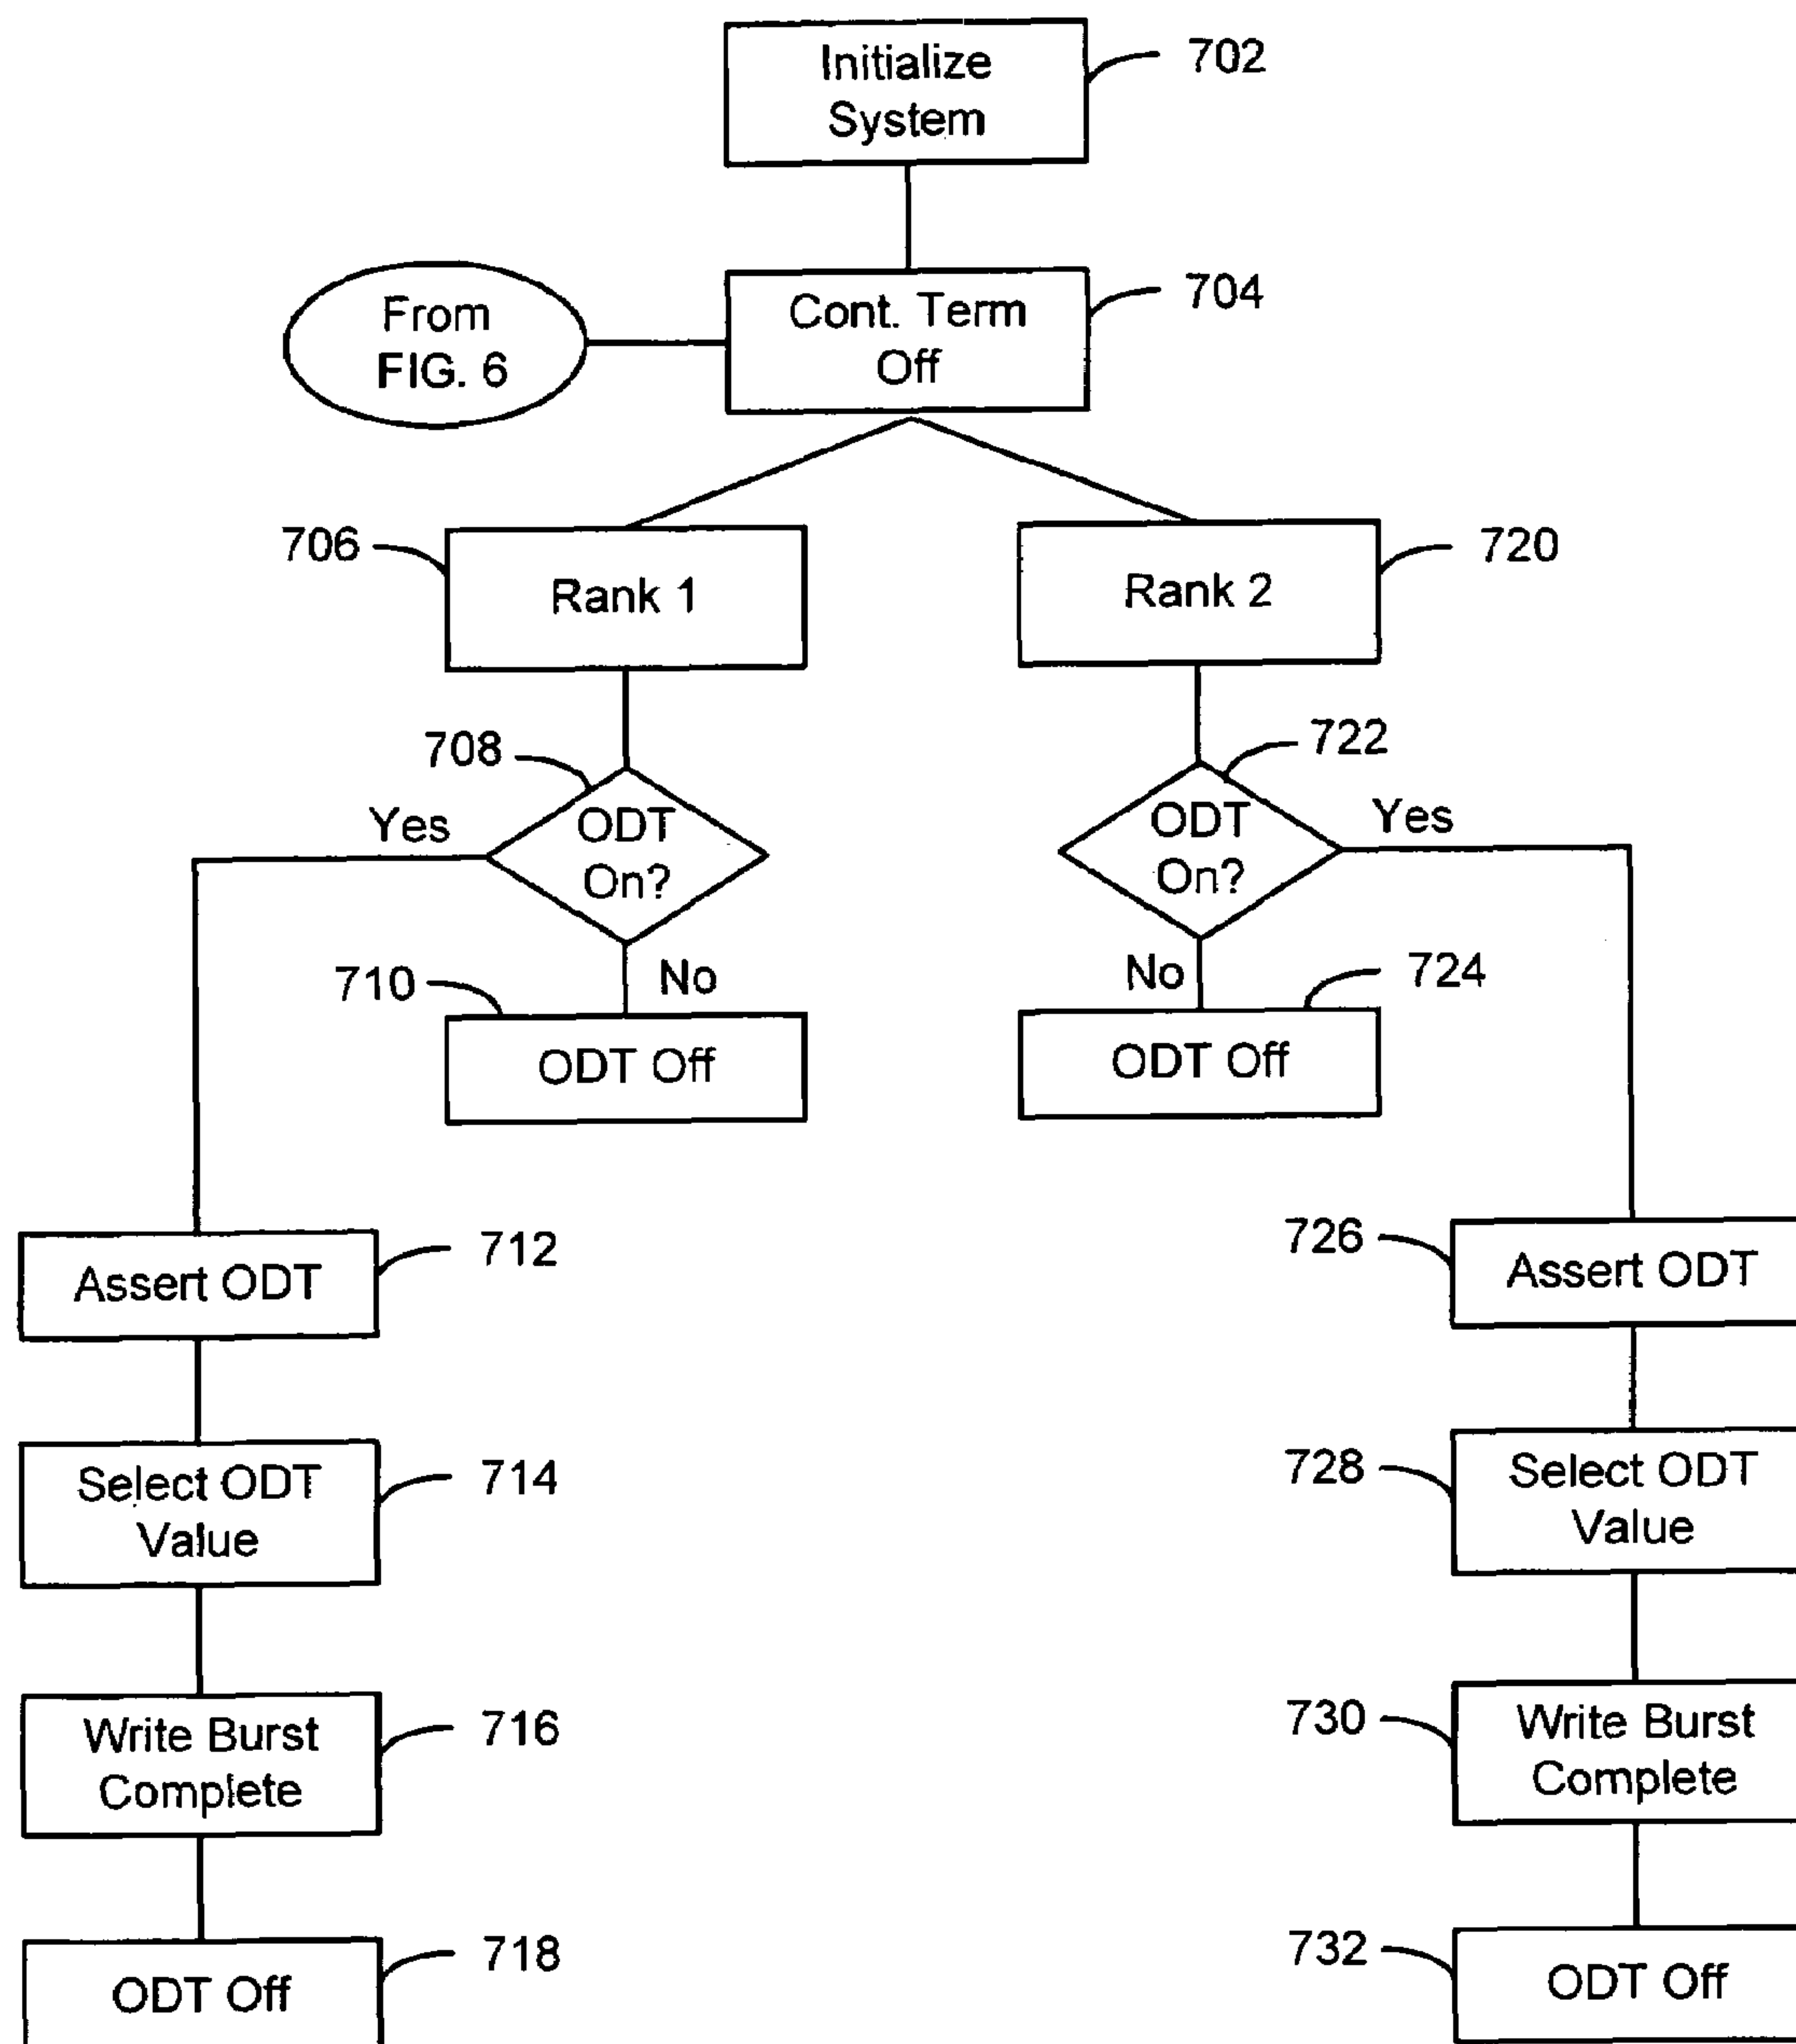 Initialize
System
702
From
FIG. 6
Cont. Term
Off
704
706
Rank 1
Rank 2
720
708
ODT
On?
Yes
No
722
ODT
On?
Yes
No
710
ODT Off
724
ODT Off
Assert ODT
712
726
Assert ODT
Select ODT
Value
714
728
Select ODT
Value
Write Burst
Complete
716
730
Write Burst
Complete
ODT Off
718
732
ODT Off